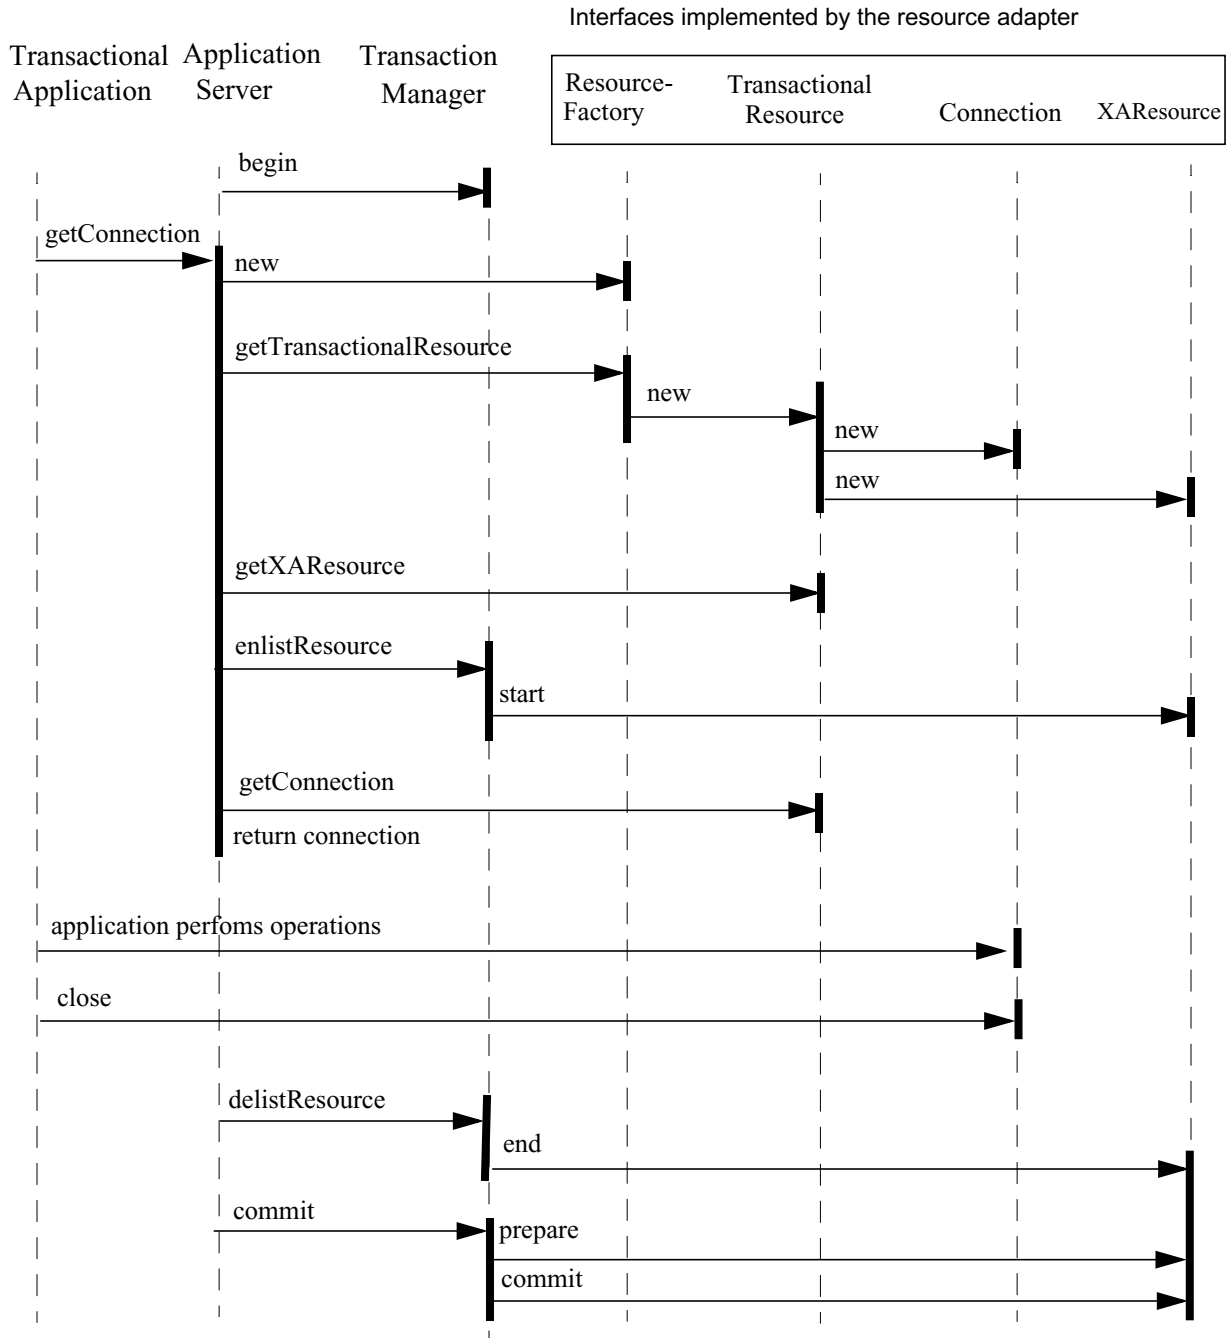 Interfaces implemented by the resource adapter
Transactional Application
Application Server
Transaction Manager
Resource-
Factory
Transactional
Resource
Connection
XAResource
begin
getConnection
new
getTransactionalResource
new
new
new
getXAResource
enlistResource
start
getConnection
return connection
application perfoms operations
close
delistResource
end
commit
prepare
commit